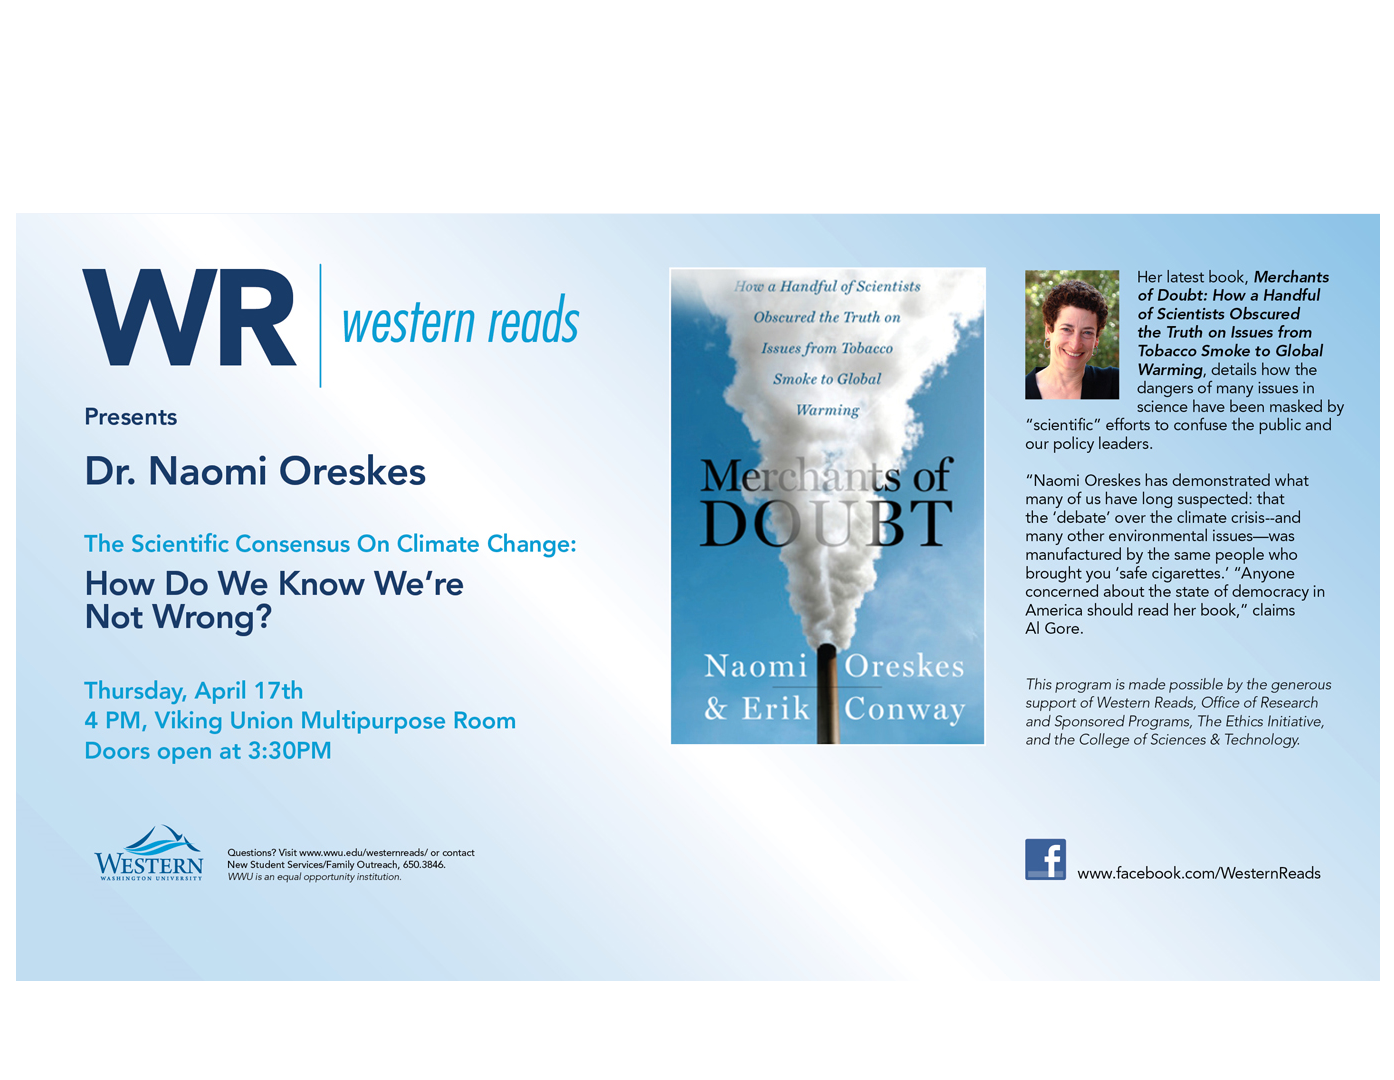 WR
western reads
Presents
Dr. Naomi Oreskes
The Scientific Consensus On Climate Change:
How Do We Know We’re
Not Wrong?
Thursday, April 17th
4 PM, Viking Union Multipurpose Room
Doors open at 3:30PM
WESTERN
WASHINGTON UNIVERSITY
Questions? Visit www.wwu.edu/westernreads/ or contact
New Student Services/Family Outreach, 650.3846.
WWU is an equal opportunity institution.
How a Handful of Scientists
Obscured the Truth on
Issues from Tobacco
Smoke to Global
Warming
Merchants of
DOUBT
Naomi Oreskes
& Erik Conway
Her latest book, Merchants
of Doubt: How a Handful
of Scientists Obscured
the Truth on Issues from
Tobacco Smoke to Global
Warming, details how the
dangers of many issues in
science have been masked by
“scientific” efforts to confuse the public and
our policy leaders.
“Naomi Oreskes has demonstrated what
many of us have long suspected: that
the ‘debate’ over the climate crisis--and
many other environmental issues—was
manufactured by the same people who
brought you ‘safe cigarettes.’ “Anyone
concerned about the state of democracy in
America should read her book,” claims
Al Gore.
This program is made possible by the generous
support of Western Reads, Office of Research
and Sponsored Programs, The Ethics Initiative,
and the College of Sciences & Technology.
f
www.facebook.com/WesternReads